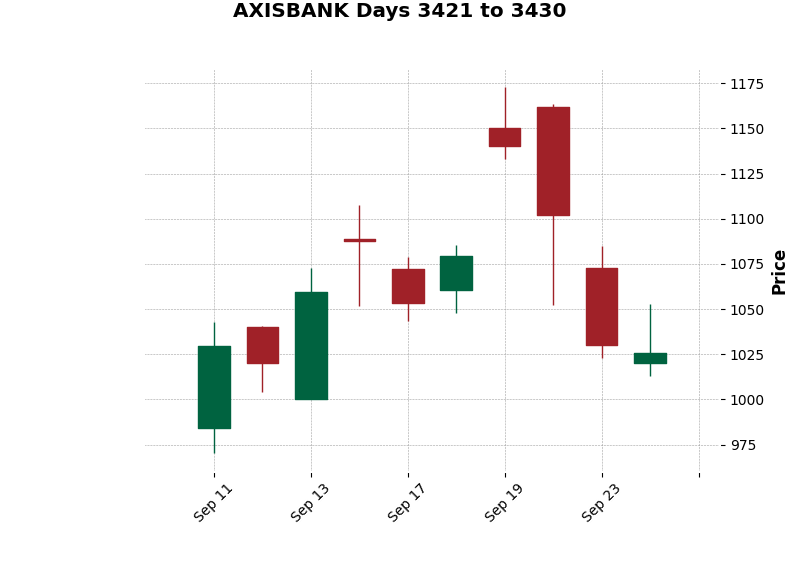 AXISBANK Days 3421 to 3430
1175
1150
1125
1100
1075
1050
1025
1000
975
Price
Sep 11
Sep 13
Sep 17
Sep 19
Sep 23